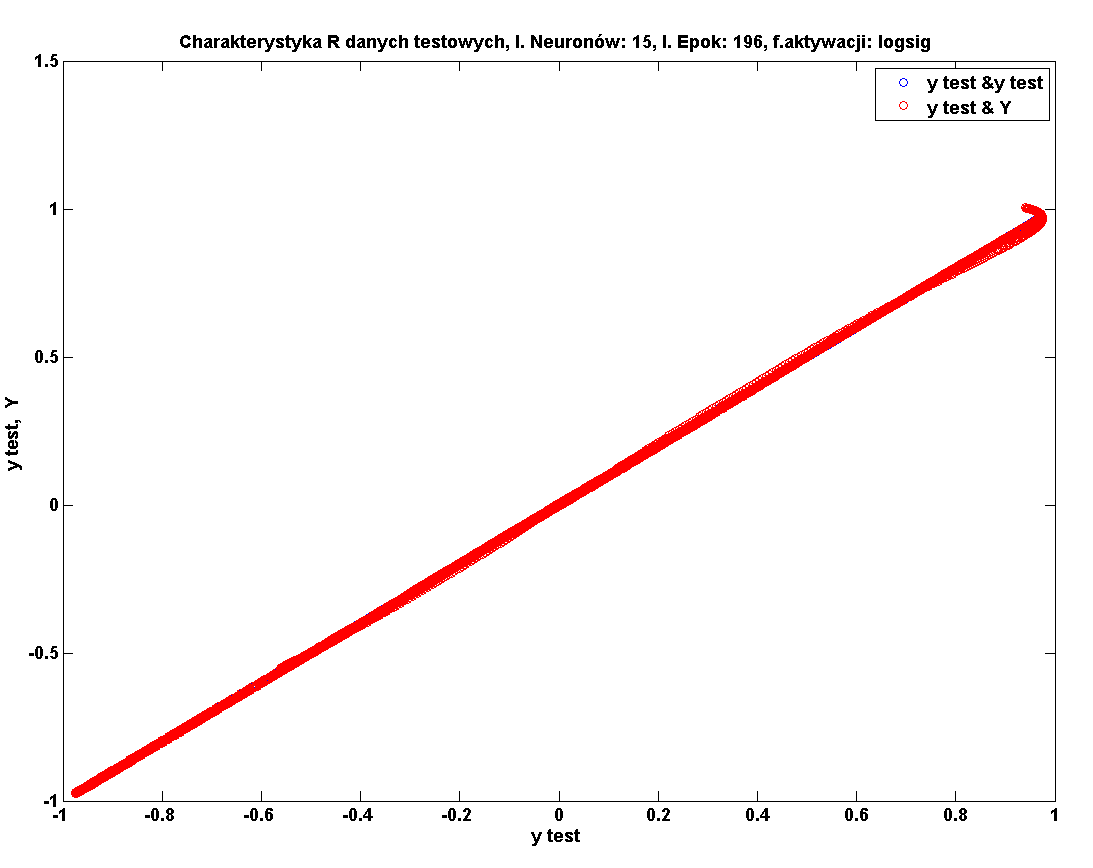 Charakterystyka R danych testowych, l. Neuronów: 15, l. Epok: 196, f.aktywacji: logsig
1.5
y test &y test
y test & Y
1
0.5
y test, Y
0
-0.5
-1
-1 -0.8 -0.6 -0.4 -0.2 0 0.2 0.4 0.6 0.8 1
y test